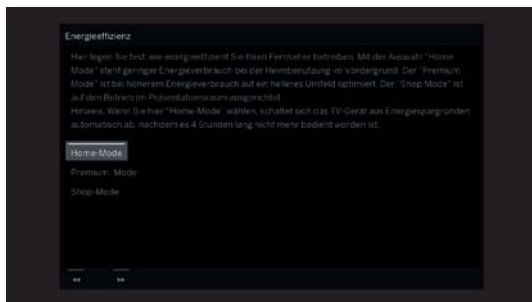 Energieeffizienz
Hier legen Sie fest, wie energieeffizient Sie Ihren Fernseher betreiben. Mit der Auswahl "Home
Mode" steht geringer Energieverbrauch bei der Heimbenutzung im Vordergrund. Der "Premium
Mode" ist bei höherem Energieverbrauch auf ein helleres Umfeld optimiert. Der "Shop Mode" ist
auf den Betrieb im Präsentationsraum ausgerichtet.
Hinweis: Wenn Sie hier "Home-Mode" wählen, schaltet sich das TV-Gerät aus Energiespargründen
automatisch ab, nachdem es 4 Stunden lang nicht mehr bedient worden ist.
Home-Mode
Premium- Mode
Shop-Mode